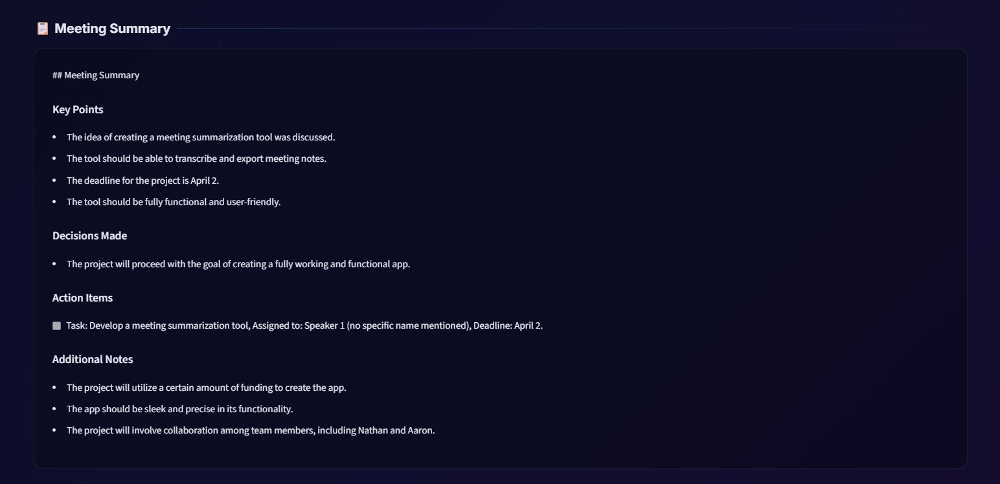 📋 Meeting Summary
## Meeting Summary
Key Points
• The idea of creating a meeting summarization tool was discussed.
• The tool should be able to transcribe and export meeting notes.
• The deadline for the project is April 2.
• The tool should be fully functional and user-friendly.
Decisions Made
• The project will proceed with the goal of creating a fully working and functional app.
Action Items
Task: Develop a meeting summarization tool, Assigned to: Speaker 1 (no specific name mentioned), Deadline: April 2.
Additional Notes
• The project will utilize a certain amount of funding to create the app.
• The app should be sleek and precise in its functionality.
• The project will involve collaboration among team members, including Nathan and Aaron.